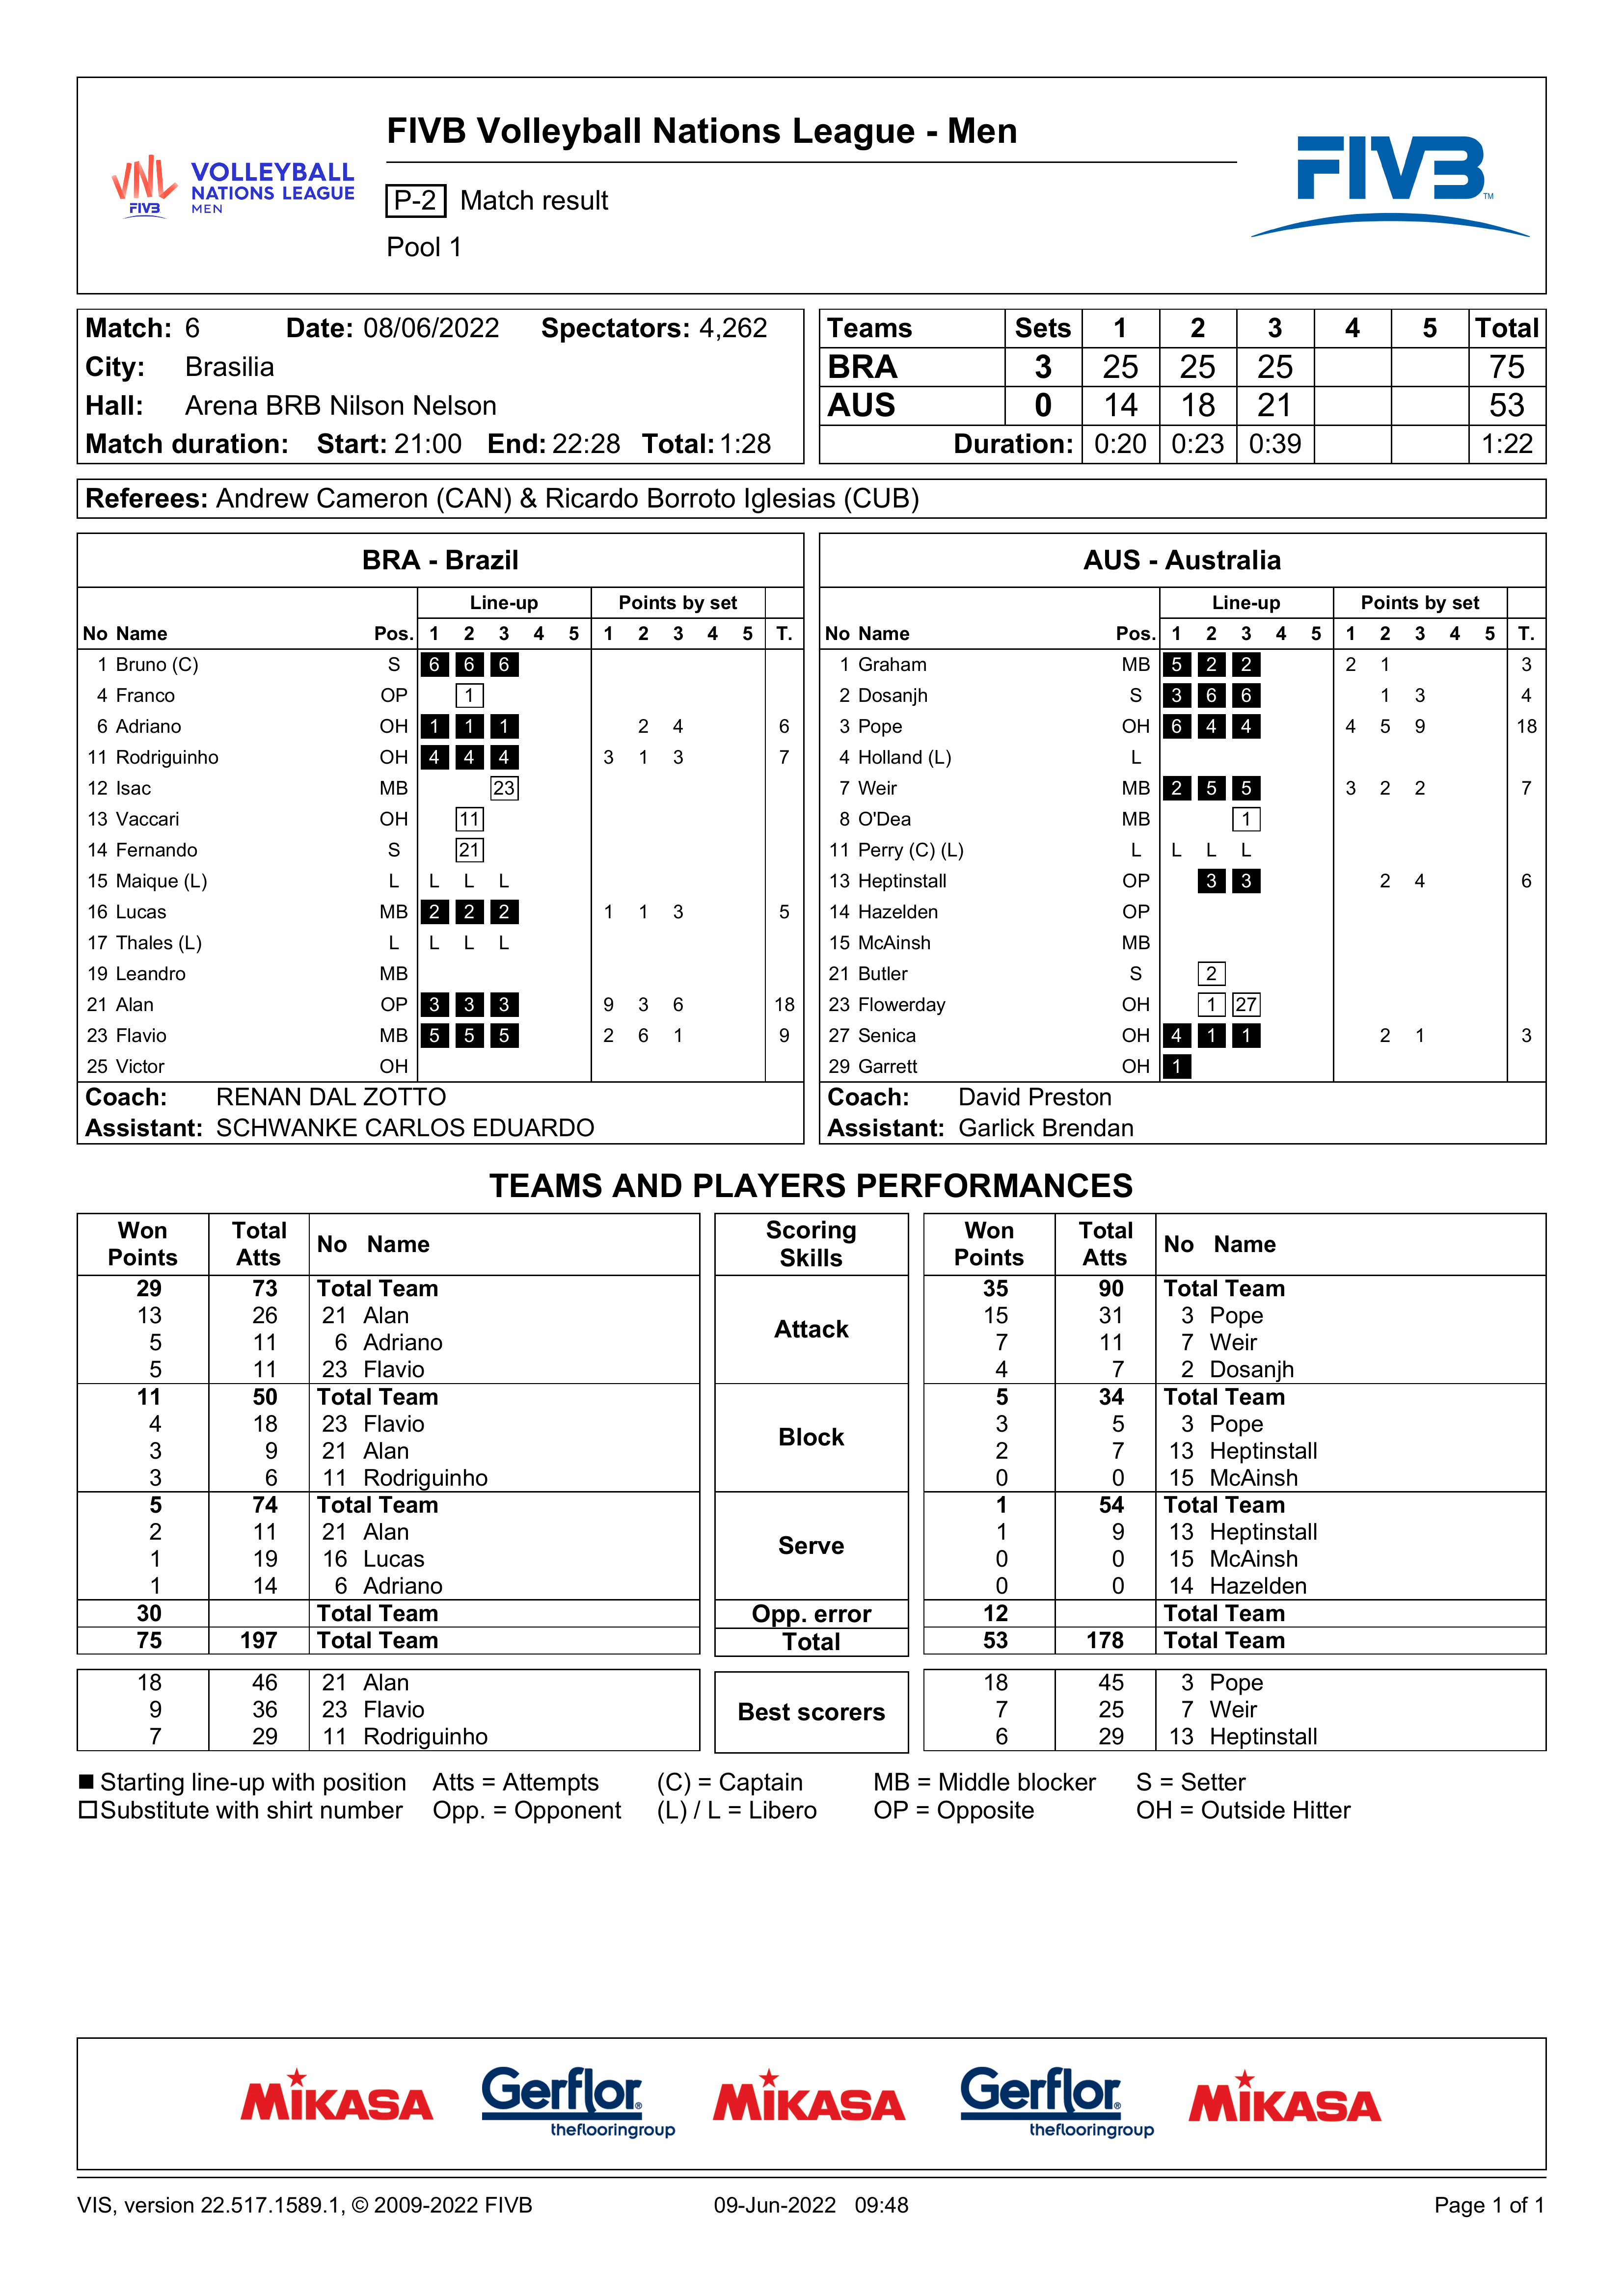 FIVB Volleyball Nations League - Men
VNL FIVB VOLLEYBALL NATIONS LEAGUE MEN
P-2 Match result
FIVB TM
Pool 1
Match: 6 Date: 08/06/2022 Spectators: 4,262
City: Brasilia
Hall: Arena BRB Nilson Nelson
Match duration: Start: 21:00 End: 22:28 Total: 1:28
Teams Sets 1 2 3 4 5 Total
BRA 3 25 25 25 75
AUS 0 14 18 21 53
Duration: 0:20 0:23 0:39 1:22
Referees: Andrew Cameron (CAN) & Ricardo Borroto Iglesias (CUB)
BRA - Brazil
Line-up Points by set
No Name Pos. 1 2 3 4 5 1 2 3 4 5 T.
1 Bruno (C) S 6 6 6
4 Franco OP 1
6 Adriano OH 1 1 1 2 4 6
11 Rodriguinho OH 4 4 4 3 1 3 7
12 Isac MB 23
13 Vaccari OH 11
14 Fernando S 21
15 Maique (L) L L L L
16 Lucas MB 2 2 2 1 1 3 5
17 Thales (L) L L L L
19 Leandro MB
21 Alan OP 3 3 3 9 3 6 18
23 Flavio MB 5 5 5 2 6 1 9
25 Victor OH
Coach: RENAN DAL ZOTTO
Assistant: SCHWANKE CARLOS EDUARDO
AUS - Australia
Line-up Points by set
No Name Pos. 1 2 3 4 5 1 2 3 4 5 T.
1 Graham MB 5 2 2 2 1 3
2 Dosanjh S 3 6 6 1 3 4
3 Pope OH 6 4 4 4 5 9 18
4 Holland (L) L
7 Weir MB 2 5 5 3 2 2 7
8 O'Dea MB 1
11 Perry (C) (L) L L L L
13 Heptinstall OP 3 3 2 4 6
14 Hazelden OP
15 McAinsh MB
21 Butler S 2
23 Flowerday OH 1 27
27 Senica OH 4 1 1 2 1 3
29 Garrett OH 1
Coach: David Preston
Assistant: Garlick Brendan
TEAMS AND PLAYERS PERFORMANCES
Won Points Total Atts No Name Scoring Skills Won Points Total Atts No Name
29 73 Total Team Attack 35 90 Total Team
13 26 21 Alan 15 31 3 Pope
5 11 6 Adriano 7 11 7 Weir
5 11 23 Flavio 4 7 2 Dosanjh
11 50 Total Team Block 5 34 Total Team
4 18 23 Flavio 3 5 3 Pope
3 9 21 Alan 2 7 13 Heptinstall
3 6 11 Rodriguinho 0 0 15 McAinsh
5 74 Total Team Serve 1 54 Total Team
2 11 21 Alan 1 9 13 Heptinstall
1 19 16 Lucas 0 0 15 McAinsh
1 14 6 Adriano 0 0 14 Hazelden
30 Total Team Opp. error 12 Total Team
75 197 Total Team Total 53 178 Total Team
18 46 21 Alan Best scorers 18 45 3 Pope
9 36 23 Flavio 7 25 7 Weir
7 29 11 Rodriguinho 6 29 13 Heptinstall
Starting line-up with position Atts = Attempts (C) = Captain MB = Middle blocker S = Setter
Substitute with shirt number Opp. = Opponent (L) / L = Libero OP = Opposite OH = Outside Hitter
MIKASA Gerflor® theflooringgroup MIKASA Gerflor® theflooringgroup MIKASA
VIS, version 22.517.1589.1, © 2009-2022 FIVB 09-Jun-2022 09:48 Page 1 of 1